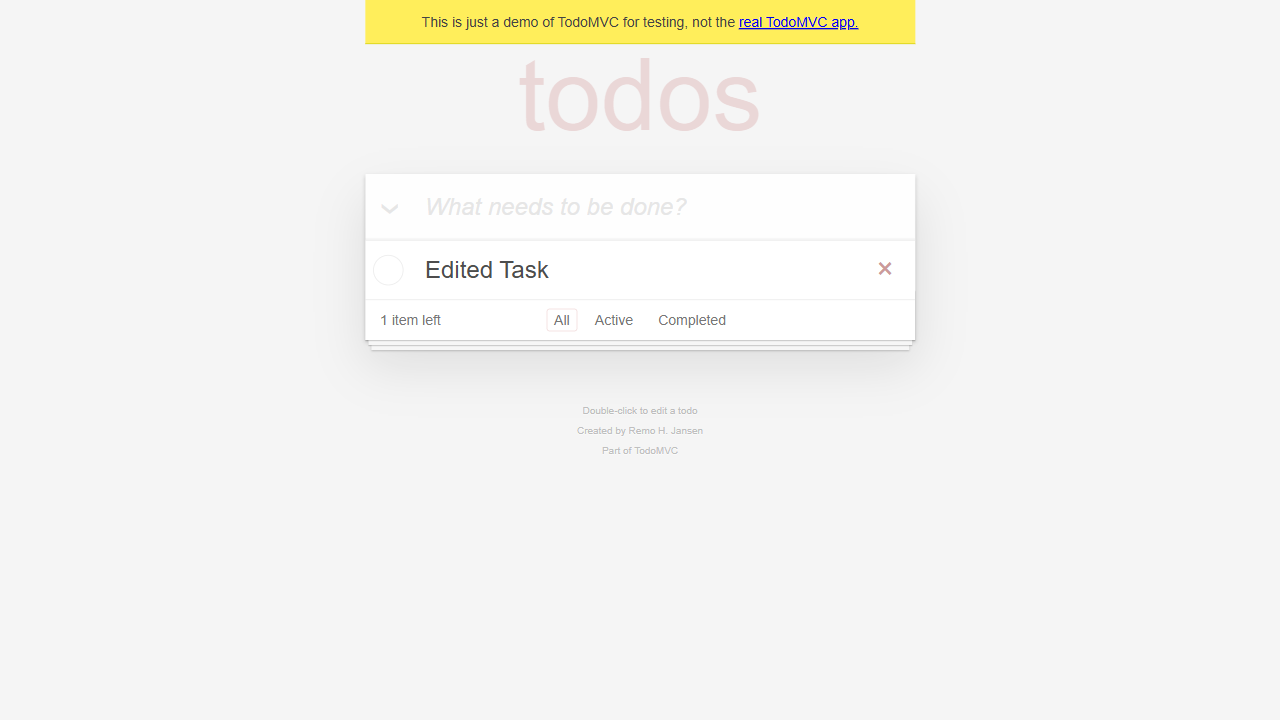 This is just a demo of TodoMVC for testing, not the real TodoMVC app.
todos
What needs to be done?
Edited Task
1 item left All Active Completed
Double-click to edit a todo
Created by Remo H. Jansen
Part of TodoMVC